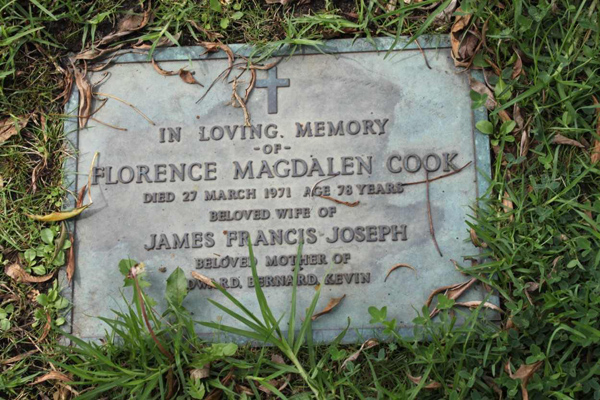 IN LOVING MEMORY
-OF-
FLORENCE MAGDALEN COOK
DIED 27 MARCH 1971 AGE 78 YEARS
BELOVED WIFE OF
JAMES FRANCIS JOSEPH
BELOVED MOTHER OF
EDWARD, BERNARD, KEVIN